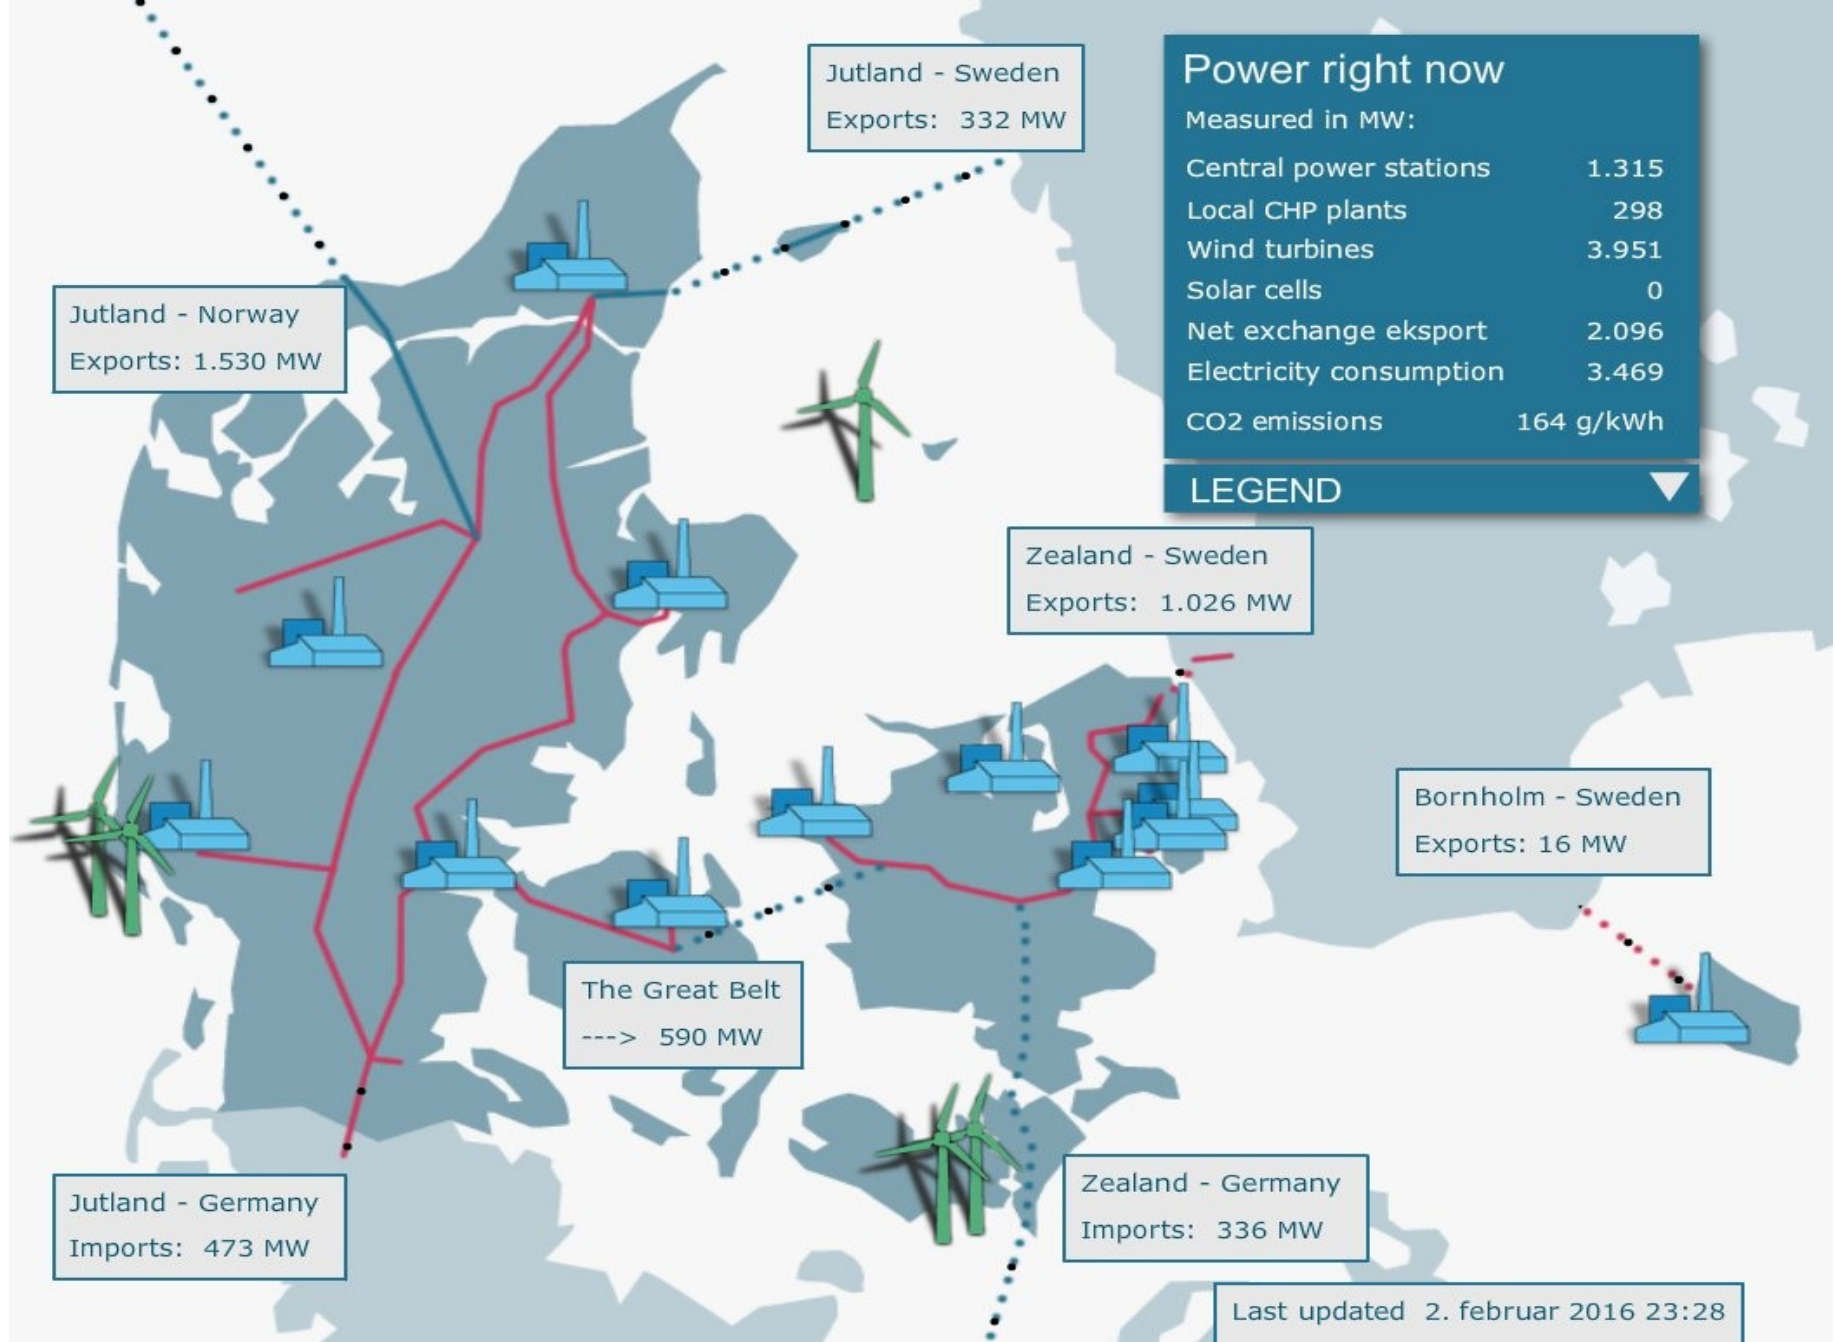 Jutland - Sweden
Exports: 332 MW
Power right now
Measured in MW:
Central power stations 1.315
Local CHP plants 298
Wind turbines 3.951
Solar cells 0
Net exchange eksport 2.096
Electricity consumption 3.469
CO2 emissions 164 g/kWh
LEGEND
Jutland - Norway
Exports: 1.530 MW
Zealand - Sweden
Exports: 1.026 MW
Bornholm - Sweden
Exports: 16 MW
The Great Belt
---> 590 MW
Jutland - Germany
Imports: 473 MW
Zealand - Germany
Imports: 336 MW
Last updated 2. februar 2016 23:28